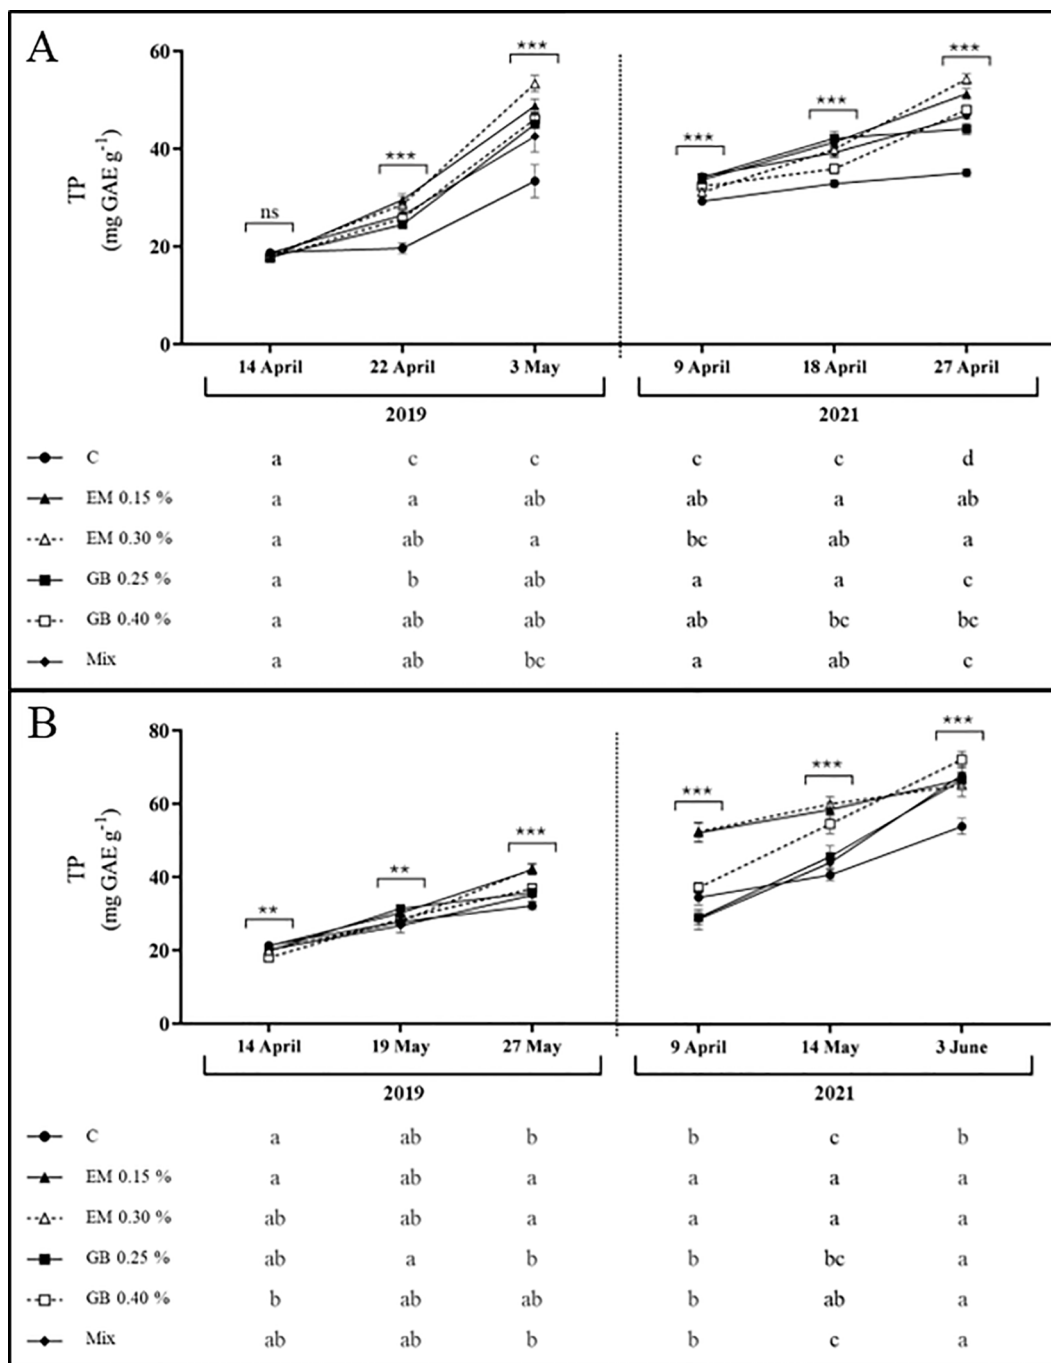 A
TP
(mg GAE g⁻¹)
60
40
20
0
ns
***
***
***
***
***
14 April 22 April 3 May 9 April 18 April 27 April
2019 2021
C a c c c c d
EM 0.15 % a a ab ab a ab
EM 0.30 % a ab a bc ab a
GB 0.25 % a b ab a a c
GB 0.40 % a ab ab ab bc bc
Mix a ab bc a ab c
B
TP
(mg GAE g⁻¹)
80
60
40
20
0
**
**
***
***
***
***
14 April 19 May 27 May 9 April 14 May 3 June
2019 2021
C a ab b b c b
EM 0.15 % a ab a a a a
EM 0.30 % ab ab a a a a
GB 0.25 % ab a b b bc a
GB 0.40 % b ab ab b ab a
Mix ab ab b b c a